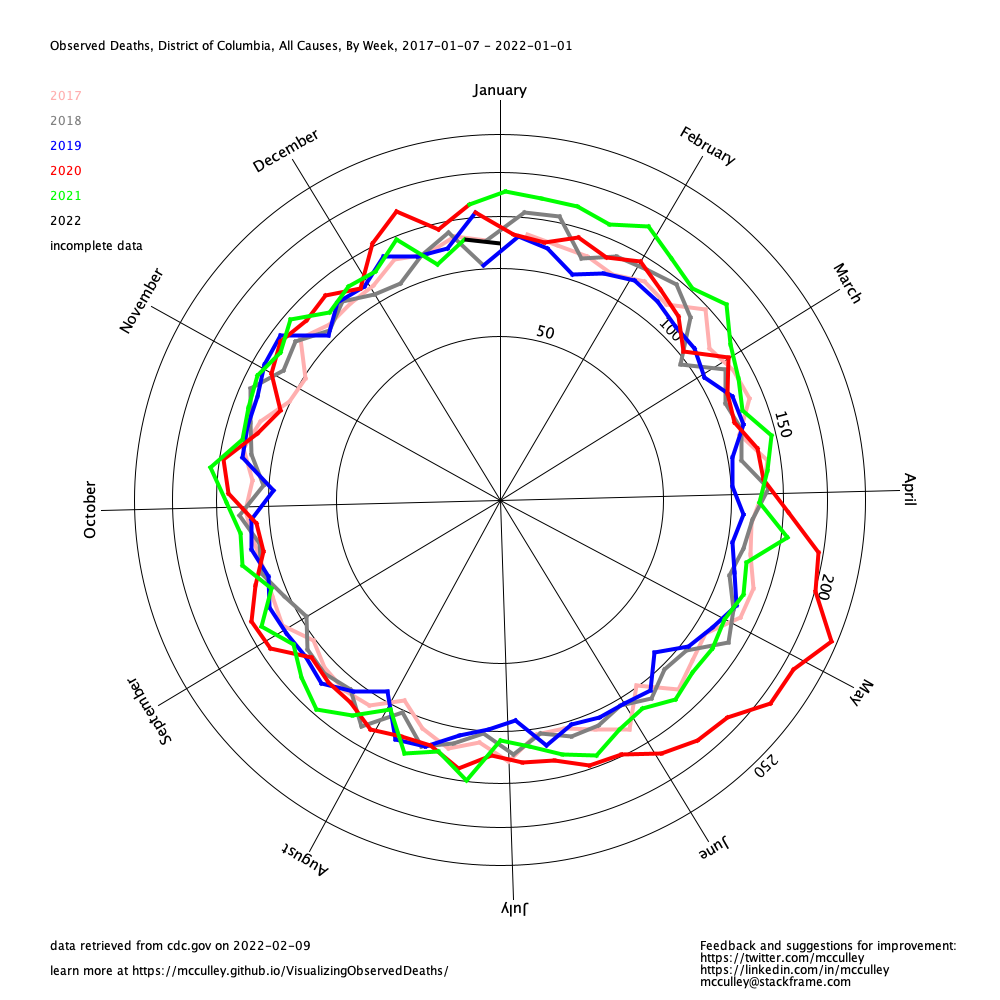 Observed Deaths, District of Columbia, All Causes, By Week, 2017-01-07 - 2022-01-01
2017
2018
2019
2020
2021
2022
incomplete data
January
February
March
April
May
June
July
August
September
October
November
December
50
100
150
200
250
data retrieved from cdc.gov on 2022-02-09
learn more at https://mcculley.github.io/VisualizingObservedDeaths/
Feedback and suggestions for improvement:
https://twitter.com/mcculley
https://linkedin.com/in/mcculley
mcculley@stackframe.com